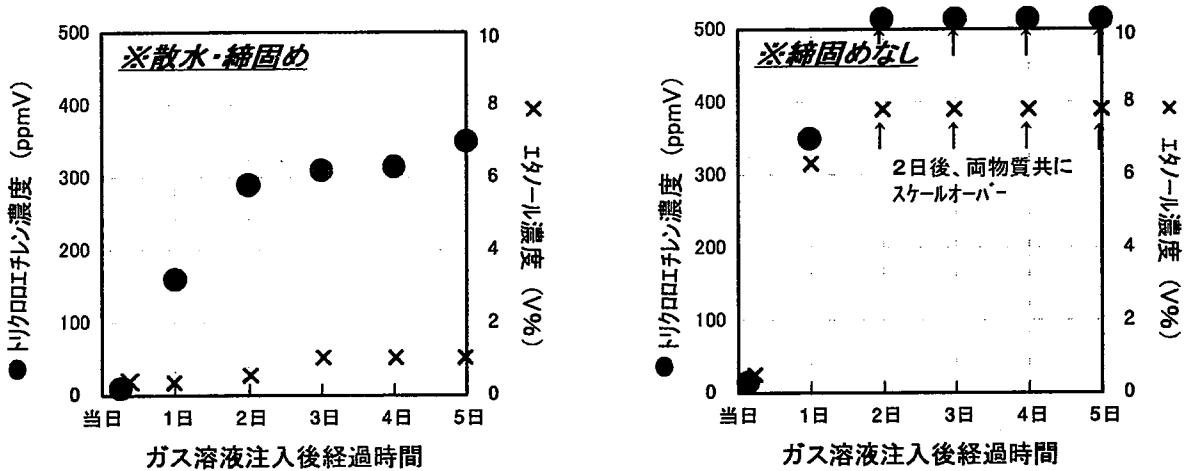 ※散水・締固め
● トリクロロエチレン濃度 (ppmV)
500
400
300
200
100
0
10
8
6
4
2
0
× エタノール濃度 (V%)
当日 1日 2日 3日 4日 5日
ガス溶液注入後経過時間
※締固めなし
● トリクロロエチレン濃度 (ppmV)
500
400
300
200
100
0
2日後、両物質共に
スケールオーバー
10
8
6
4
2
0
× エタノール濃度 (V%)
当日 1日 2日 3日 4日 5日
ガス溶液注入後経過時間